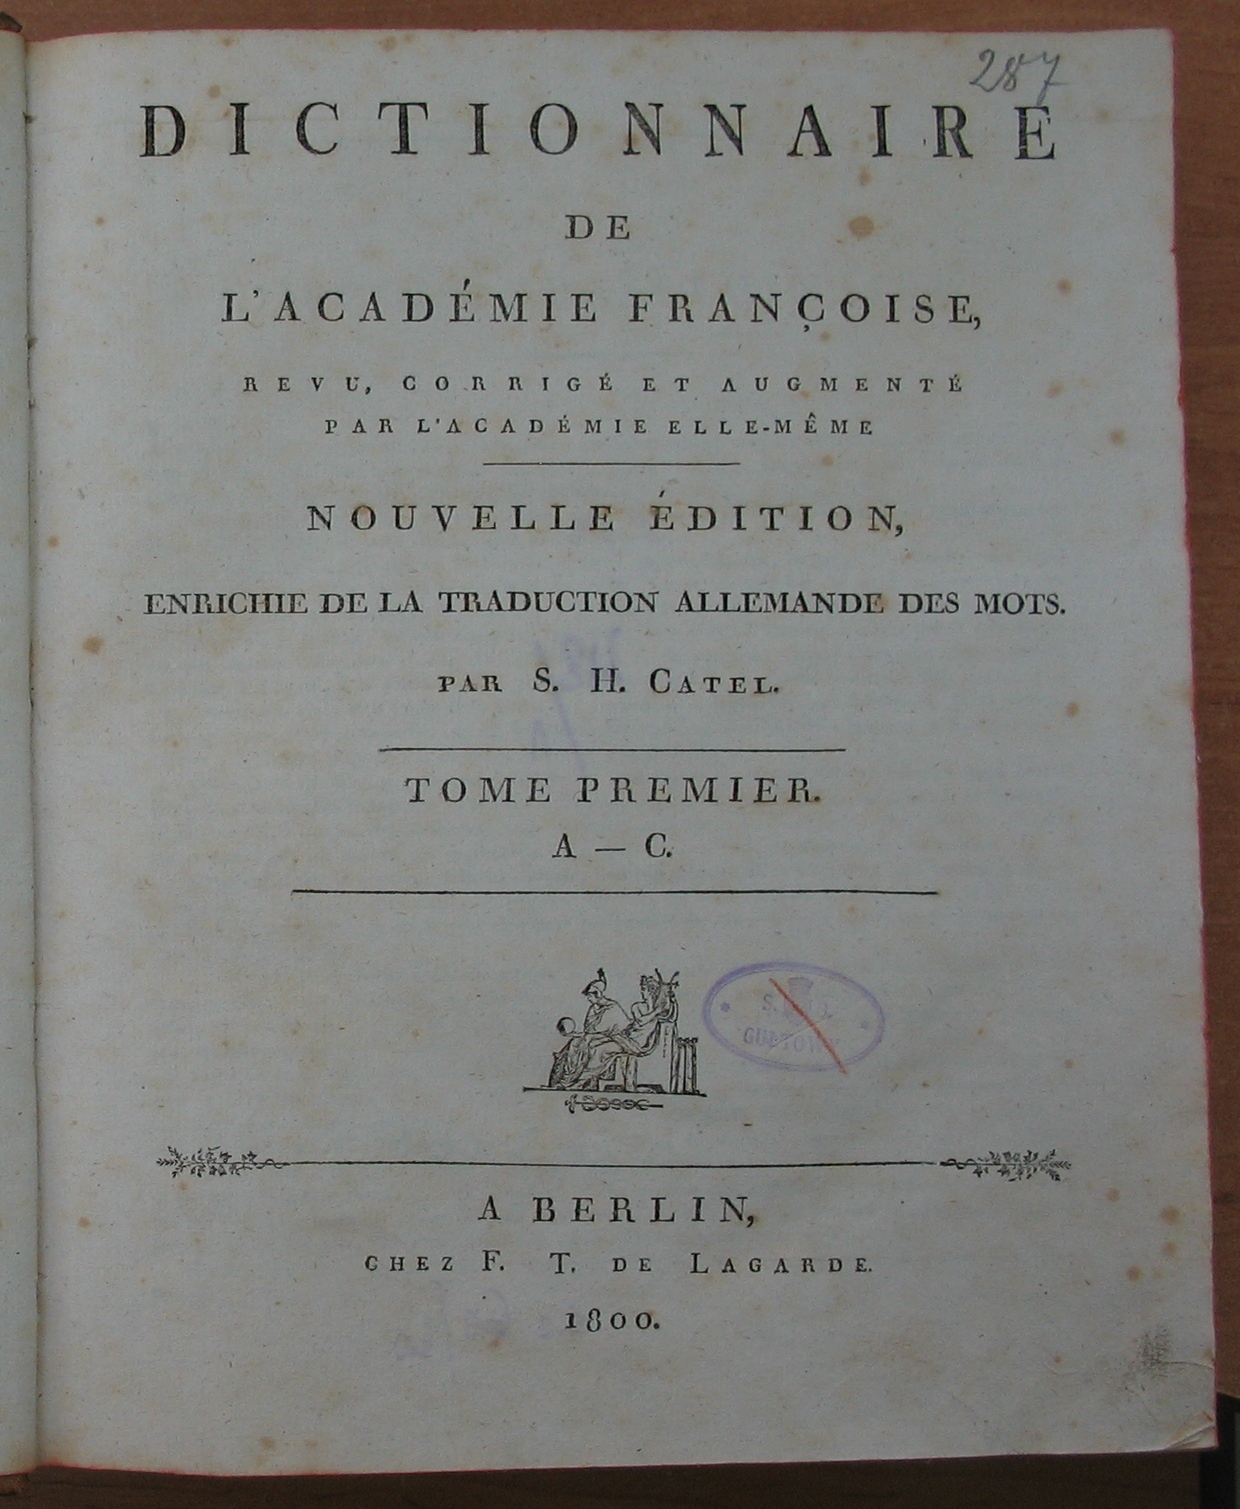 287
DICTIONNAIRE
DE
L'ACADÉMIE FRANÇOISE,
REVU, CORRIGÉ ET AUGMENTÉ
PAR L'ACADÉMIE ELLE-MÊME
NOUVELLE ÉDITION,
ENRICHIE DE LA TRADUCTION ALLEMANDE DES MOTS.
PAR S. H. CATEL.
TOME PREMIER.
A — C.
A BERLIN,
CHEZ F. T. DE LAGARDE.
1800.